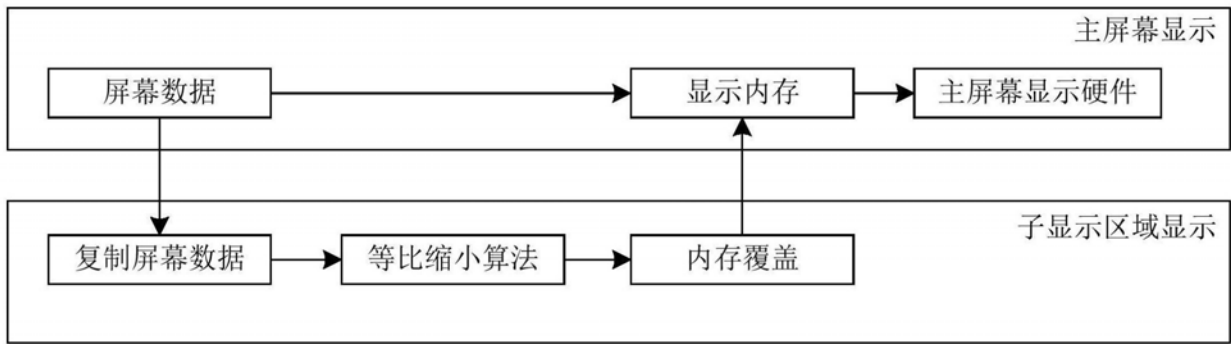 主屏幕显示
屏幕数据
显示内存
主屏幕显示硬件
子显示区域显示
复制屏幕数据
等比缩小算法
内存覆盖